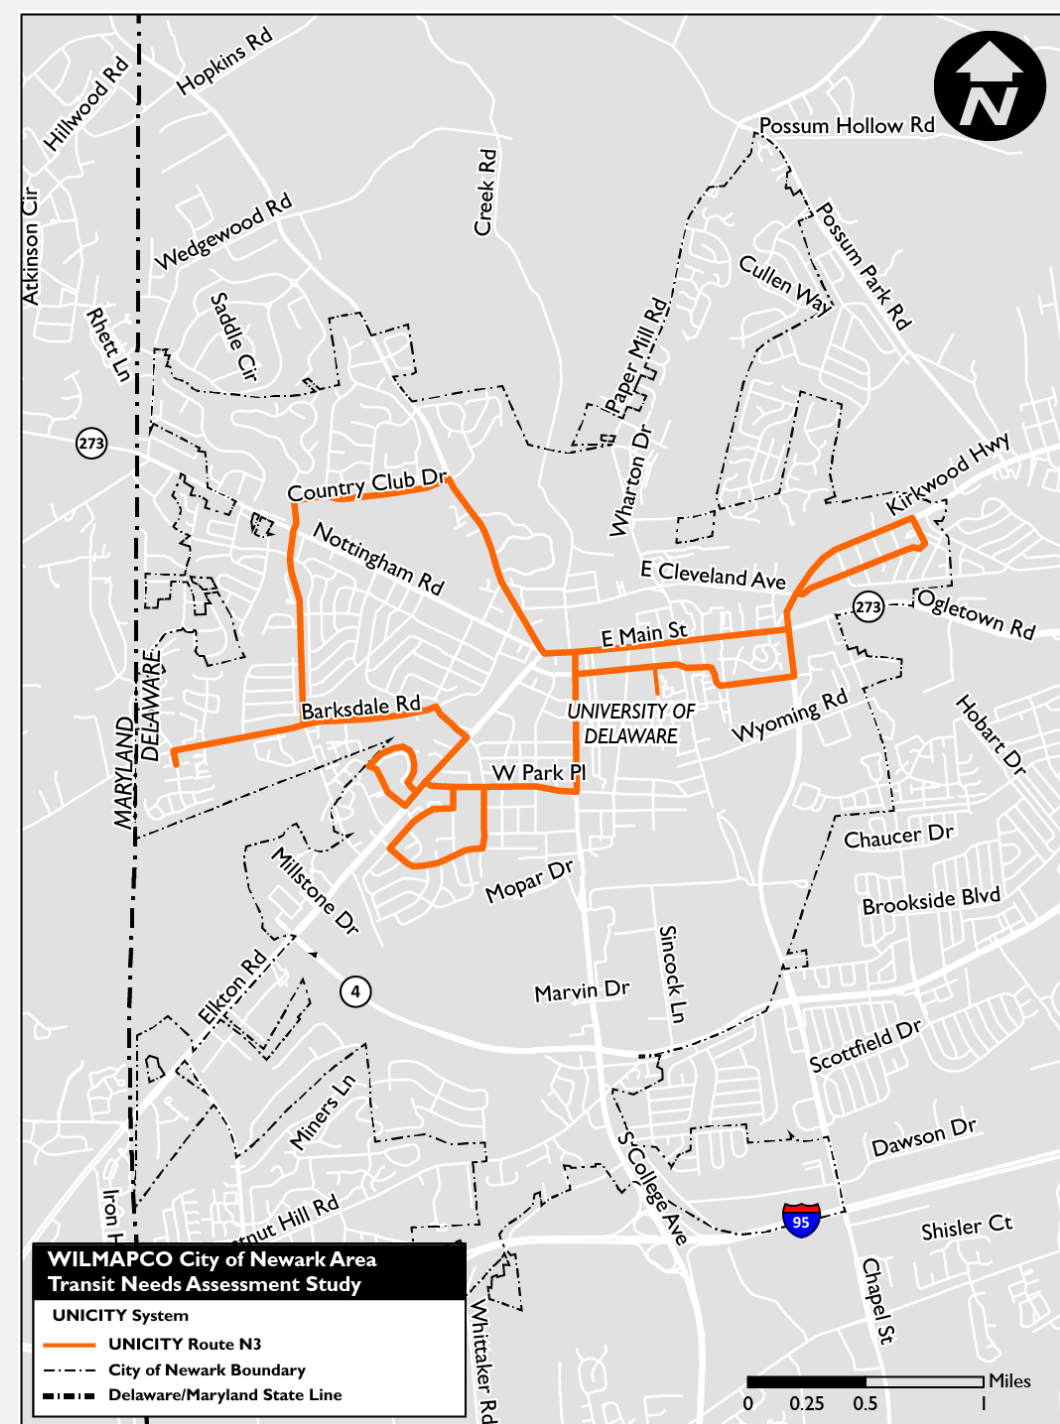 Hopkins Rd
Hillwood Rd
N
Possum Hollow Rd
Creek Rd
Atkinson Cir
Wedgewood Rd
Possum Park Rd
Cullen Way
Saddle Cir
Rhett Ln
Paper Mill Rd
273
Wharton Dr
Kirkwood Hwy
Country Club Dr
Nottingham Rd
E Cleveland Ave
273
Ogletown Rd
E Main St
MARYLAND
DELAWARE
Barksdale Rd
UNIVERSITY OF
DELAWARE
Wyoming Rd
Hobart Dr
W Park Pl
Chaucer Dr
Millstone Dr
Mopar Dr
Brookside Blvd
Elkton Rd
Sincock Ln
4
Marvin Dr
Scottfield Dr
Miners Ln
Dawson Dr
S College Ave
Iron H
stnut Hill Rd
95
Shisler Ct
Chapel St
Whittaker Rd
WILMAPCO City of Newark Area
Transit Needs Assessment Study
UNICITY System
UNICITY Route N3
City of Newark Boundary
Delaware/Maryland State Line
Miles
0 0.25 0.5 1